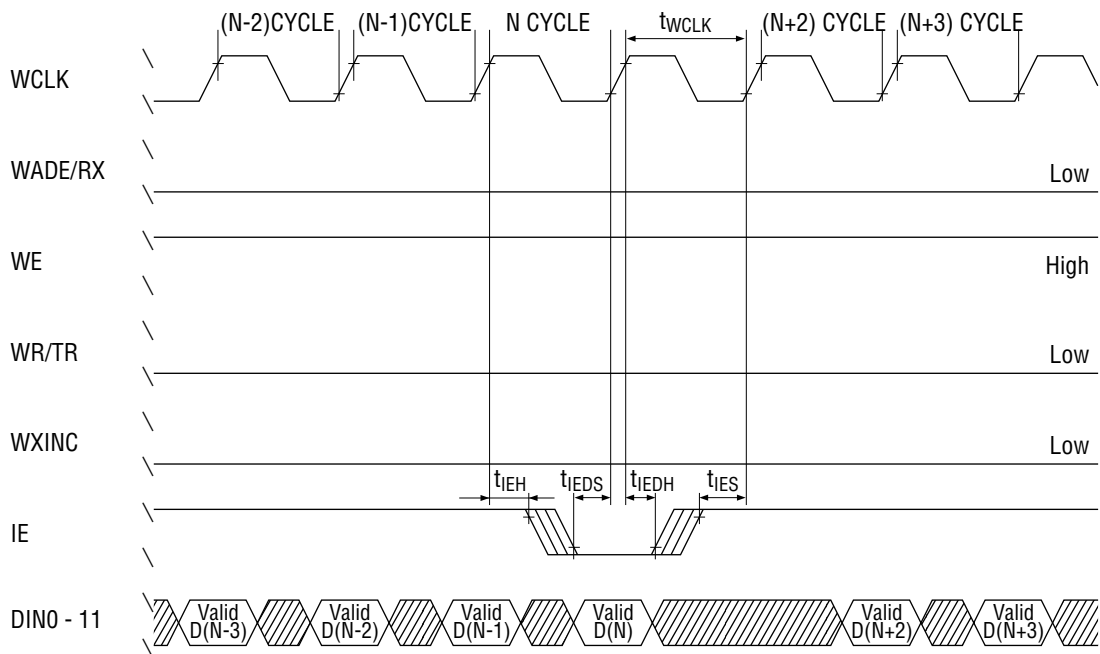 (N-2)CYCLE (N-1)CYCLE N CYCLE tWCLK (N+2) CYCLE (N+3) CYCLE
WCLK
WADE/RX Low
WE High
WR/TR Low
WXINC Low
tIEH tIEDS tIEDH tIES
IE
DIN0 - 11
Valid D(N-3)
Valid D(N-2)
Valid D(N-1)
Valid D(N)
Valid D(N+2)
Valid D(N+3)